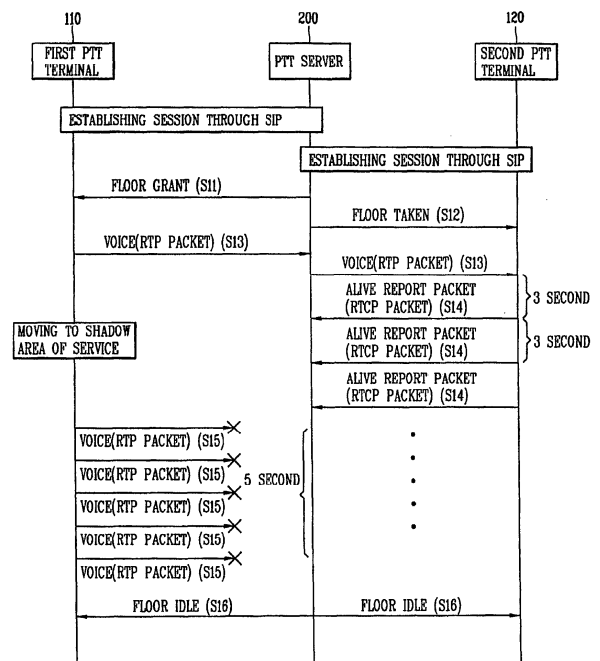 110
200
120
FIRST PTT
TERMINAL
PTT SERVER
SECOND PTT
TERMINAL
ESTABLISHING SESSION THROUGH SIP
ESTABLISHING SESSION THROUGH SIP
FLOOR GRANT (S11)
FLOOR TAKEN (S12)
VOICE(RTP PACKET) (S13)
VOICE(RTP PACKET) (S13)
ALIVE REPORT PACKET
(RTCP PACKET) (S14)
3 SECOND
MOVING TO SHADOW
AREA OF SERVICE
ALIVE REPORT PACKET
(RTCP PACKET) (S14)
3 SECOND
ALIVE REPORT PACKET
(RTCP PACKET) (S14)
VOICE(RTP PACKET) (S15)
VOICE(RTP PACKET) (S15)
5 SECOND
VOICE(RTP PACKET) (S15)
VOICE(RTP PACKET) (S15)
VOICE(RTP PACKET) (S15)
FLOOR IDLE (S16)
FLOOR IDLE (S16)